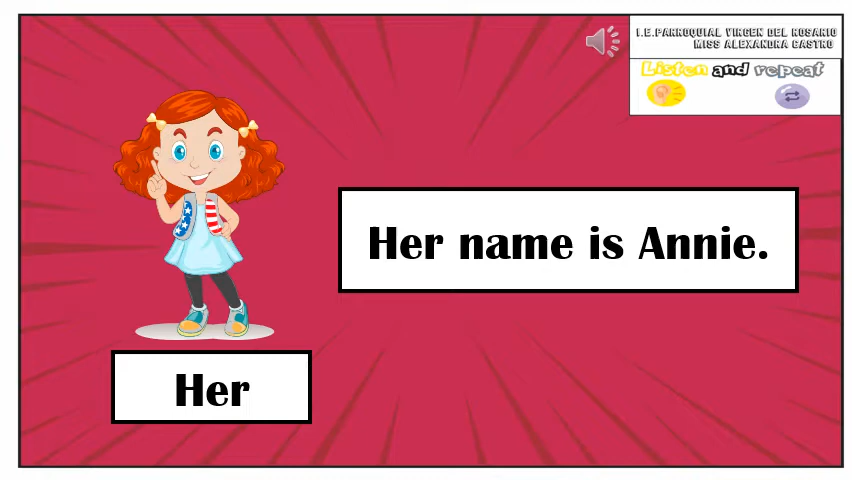 I.E.PARROQUIAL VIRGEN DEL ROSARIO
MISS ALEXANDRA CASTRO
Listen and repeat
Her name is Annie.
Her